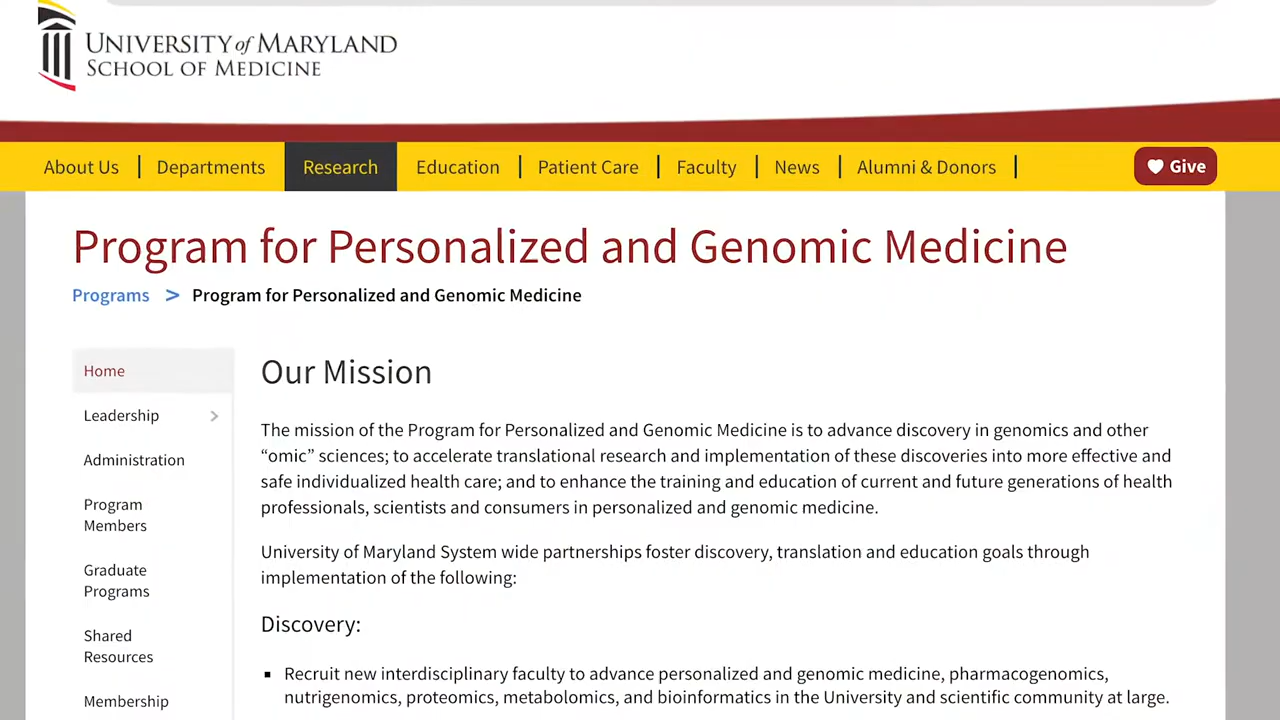 UNIVERSITY of MARYLAND
SCHOOL OF MEDICINE
About Us | Departments Research Education | Patient Care | Faculty | News | Alumni & Donors | Give
Program for Personalized and Genomic Medicine
Programs > Program for Personalized and Genomic Medicine
Home
Leadership
Administration
Program
Members
Graduate
Programs
Shared
Resources
Membership
Our Mission
The mission of the Program for Personalized and Genomic Medicine is to advance discovery in genomics and other
“omic” sciences; to accelerate translational research and implementation of these discoveries into more effective and
safe individualized health care; and to enhance the training and education of current and future generations of health
professionals, scientists and consumers in personalized and genomic medicine.
University of Maryland System wide partnerships foster discovery, translation and education goals through
implementation of the following:
Discovery:
▪ Recruit new interdisciplinary faculty to advance personalized and genomic medicine, pharmacogenomics,
nutrigenomics, proteomics, metabolomics, and bioinformatics in the University and scientific community at large.